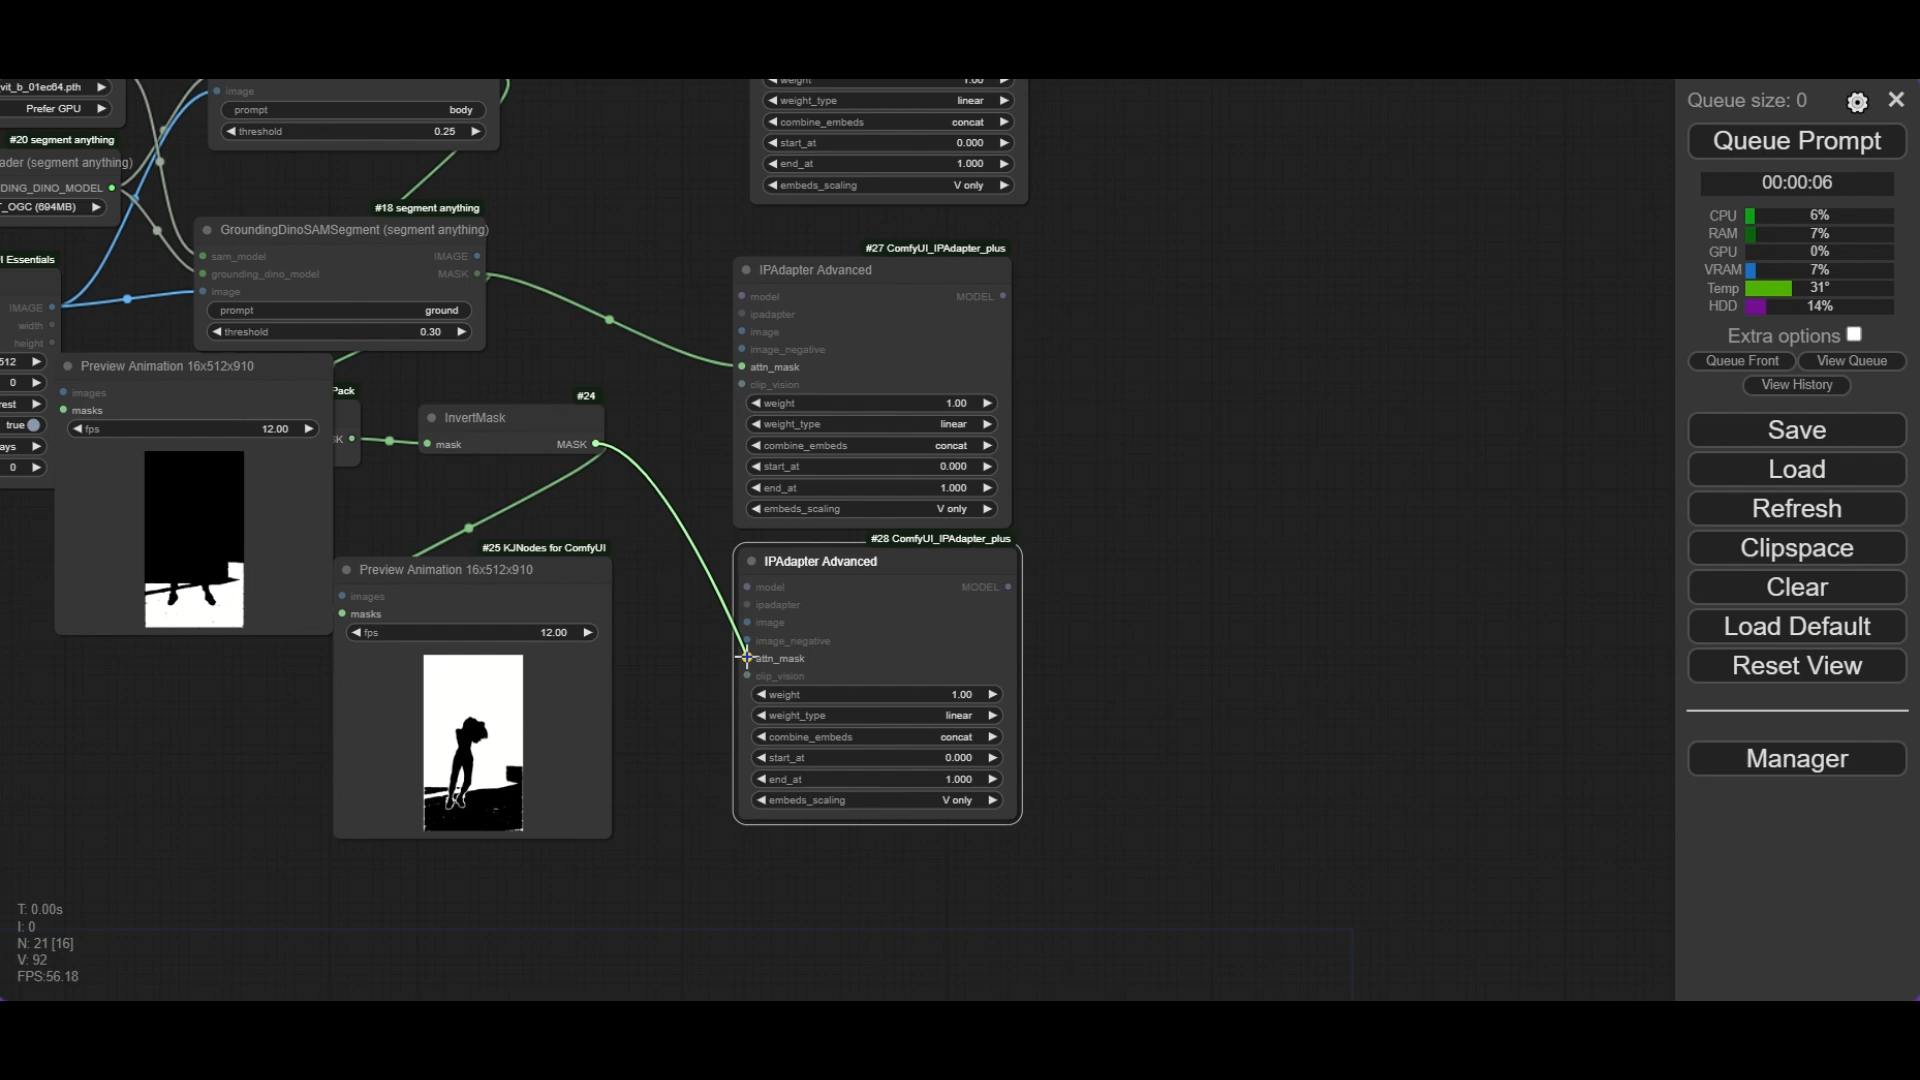 vit_b_01ec64.pth
Prefer GPU
#20 segment anything
ader (segment anything)
DING_DINO_MODEL
T_OGC (694MB)
I Essentials
IMAGE
width
height
512
0
rest
true
ays
0
image
prompt body
threshold 0.25
#18 segment anything
GroundingDinoSAMSegment (segment anything)
sam_model IMAGE
grounding_dino_model MASK
image
prompt ground
threshold 0.30
Preview Animation 16x512x910
images
masks
fps 12.00
Pack
K
#24
InvertMask
mask MASK
#25 KJNodes for ComfyUI
Preview Animation 16x512x910
images
masks
fps 12.00
weight 1.00
weight_type linear
combine_embeds concat
start_at 0.000
end_at 1.000
embeds_scaling V only
#27 ComfyUI_IPAdapter_plus
IPAdapter Advanced
model MODEL
ipadapter
image
image_negative
attn_mask
clip_vision
weight 1.00
weight_type linear
combine_embeds concat
start_at 0.000
end_at 1.000
embeds_scaling V only
#28 ComfyUI_IPAdapter_plus
IPAdapter Advanced
model MODEL
ipadapter
image
image_negative
attn_mask
clip_vision
weight 1.00
weight_type linear
combine_embeds concat
start_at 0.000
end_at 1.000
embeds_scaling V only
T: 0.00s
I: 0
N: 21 [16]
V: 92
FPS:56.18
Queue size: 0
Queue Prompt
00:00:06
CPU 6%
RAM 7%
GPU 0%
VRAM 7%
Temp 31°
HDD 14%
Extra options
Queue Front View Queue
View History
Save
Load
Refresh
Clipspace
Clear
Load Default
Reset View
Manager